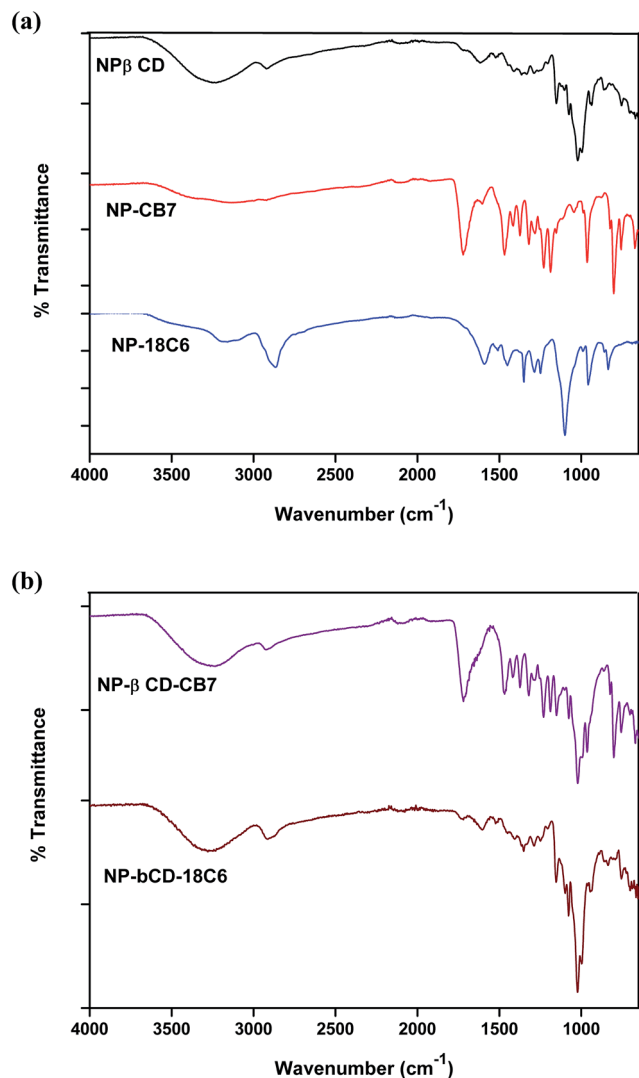 (a)
NPβ CD
NP-CB7
NP-18C6
% Transmittance
4000 3500 3000 2500 2000 1500 1000
Wavenumber (cm-1)
(b)
NP-β CD-CB7
NP-bCD-18C6
% Transmittance
4000 3500 3000 2500 2000 1500 1000
Wavenumber (cm-1)